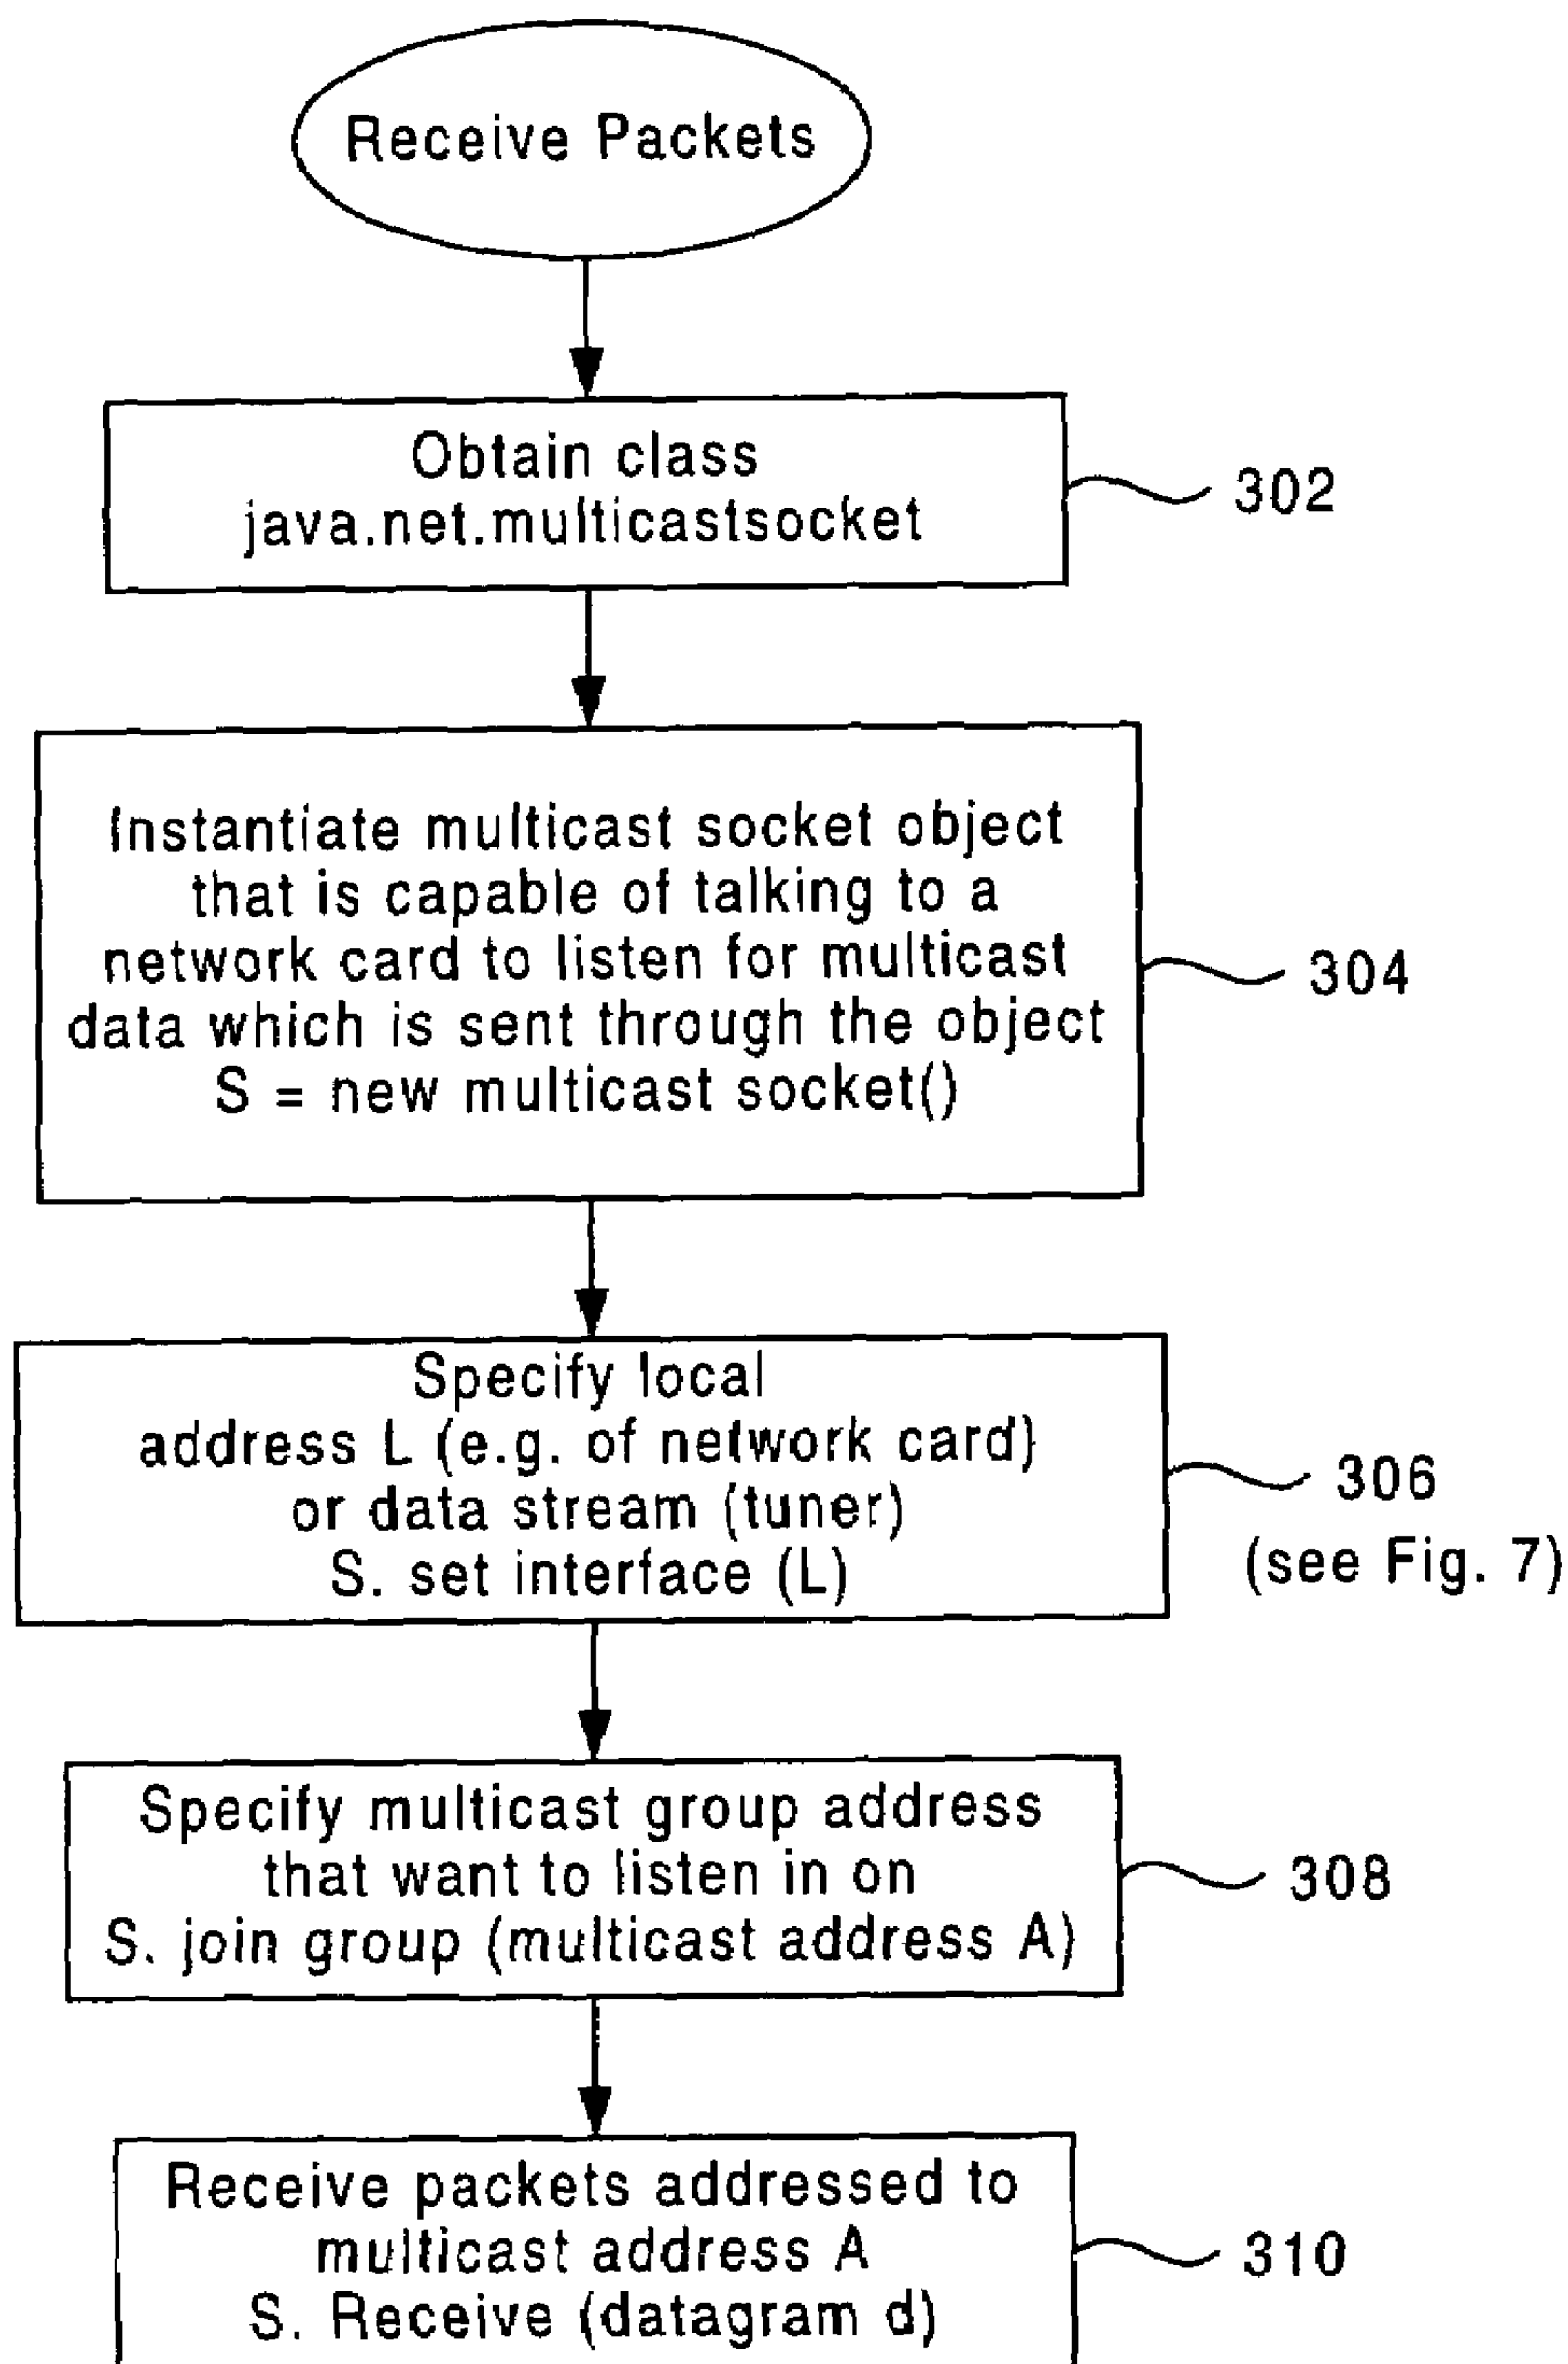 Receive Packets
Obtain class
java.net.multicastsocket
302
Instantiate multicast socket object
that is capable of talking to a
network card to listen for multicast
data which is sent through the object
S = new multicast socket()
304
Specify local
address L (e.g. of network card)
or data stream (tuner)
S. set interface (L)
306
(see Fig. 7)
Specify multicast group address
that want to listen in on
S. join group (multicast address A)
308
Receive packets addressed to
multicast address A
S. Receive (datagram d)
310